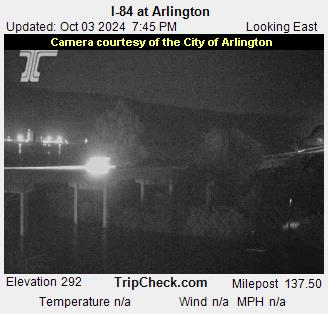 I-84 at Arlington
Updated: Oct 03 2024 7:45 PM Looking East
Camera courtesy of the City of Arlington
Elevation 292 TripCheck.com Milepost 137.50
Temperature n/a Wind n/a MPH n/a